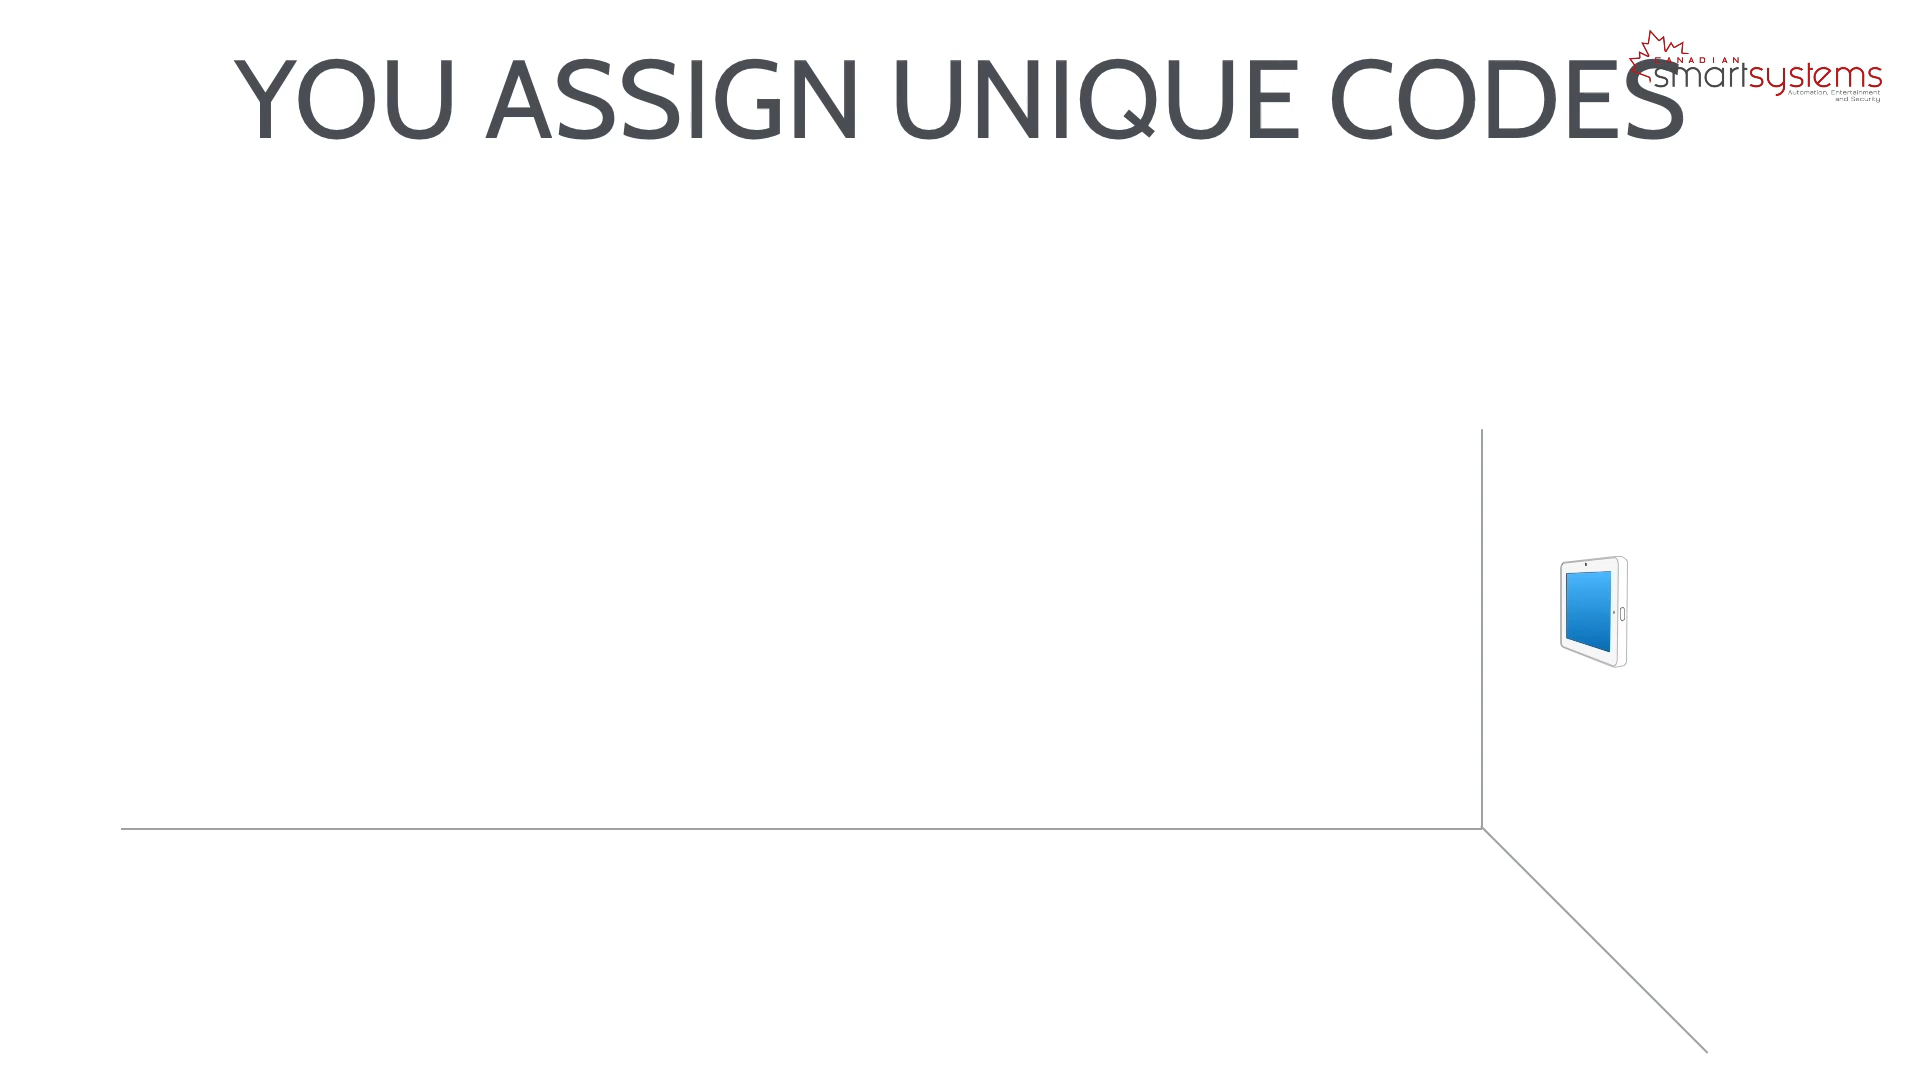 YOU ASSIGN UNIQUE CODES
CANADIAN
smartsystems
Automation, Entertainment
and Security